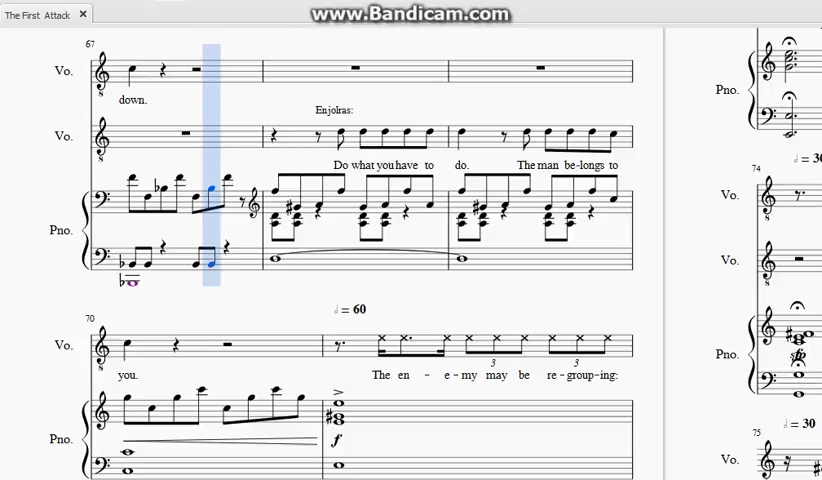 www.Bandicam.com
The First Attack
67
Vo.
down.
Enjolras:
Vo.
Do what you have to do. The man be-longs to
Pno.
70
𝅗𝅥 = 60
Vo.
you. The en - e - my may be re - group - ing:
Pno.
f
Pno.
𝅗𝅥 = 30
74
Vo.
Vo.
Pno.
sfp
𝅗𝅥 = 30
75
Vo.